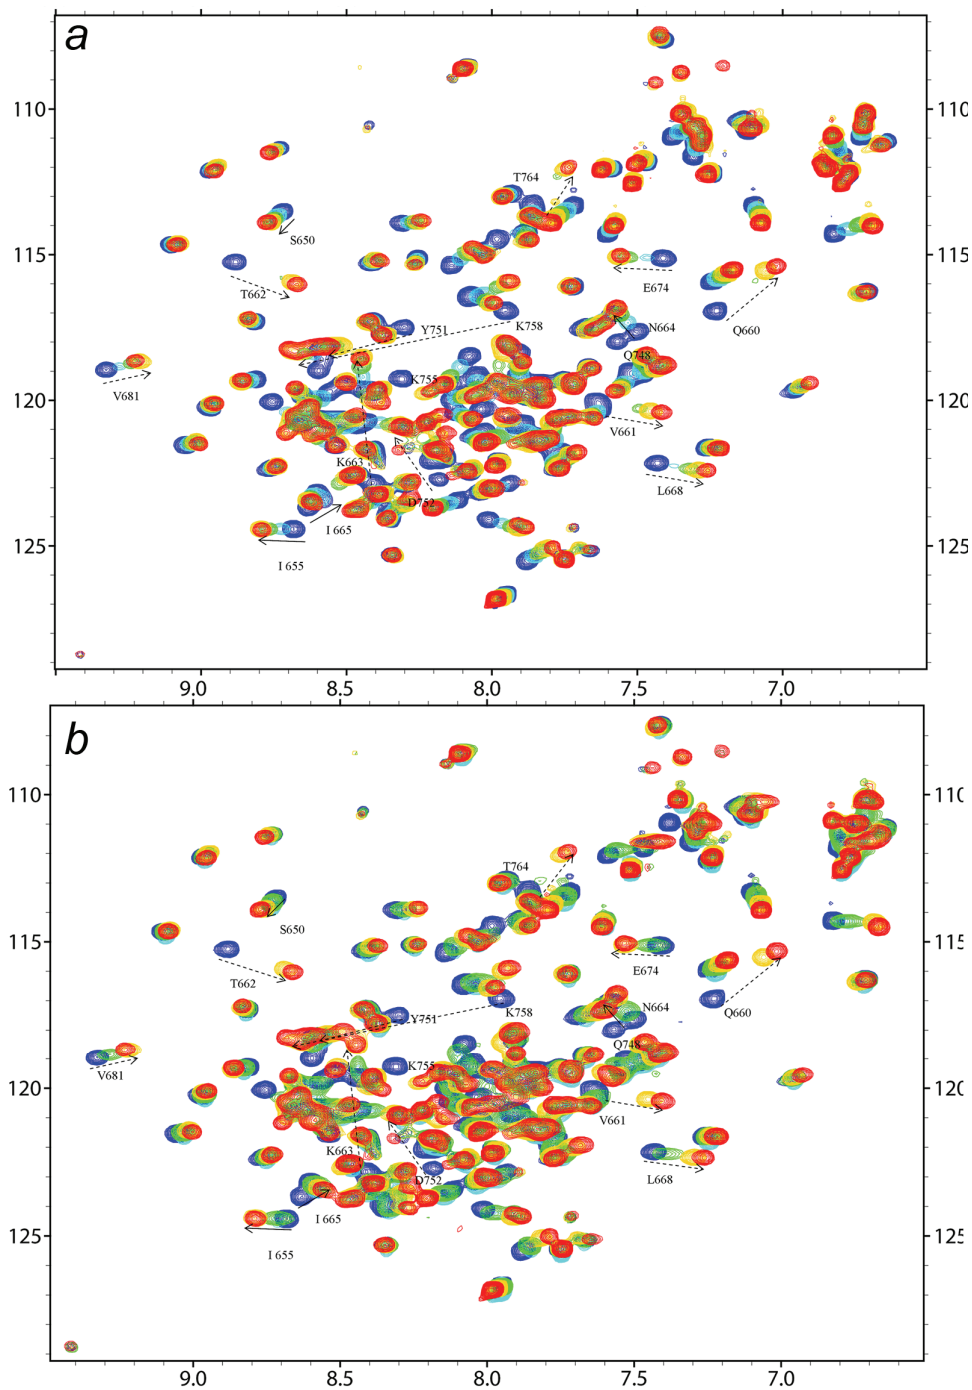 a
110
110
T764
115
115
S650
E674
T662
K758
Y751
N664
Q660
Q748
V681
K755
120
120
V661
K663
L668
D752
I 665
125
125
I 655
9.0
8.5
8.0
7.5
7.0
b
110
110
T764
115
115
S650
E674
T662
K758
N664
Q660
Y751
Q748
V681
K755
120
120
V661
K663
L668
D752
I 665
125
125
I 655
9.0
8.5
8.0
7.5
7.0